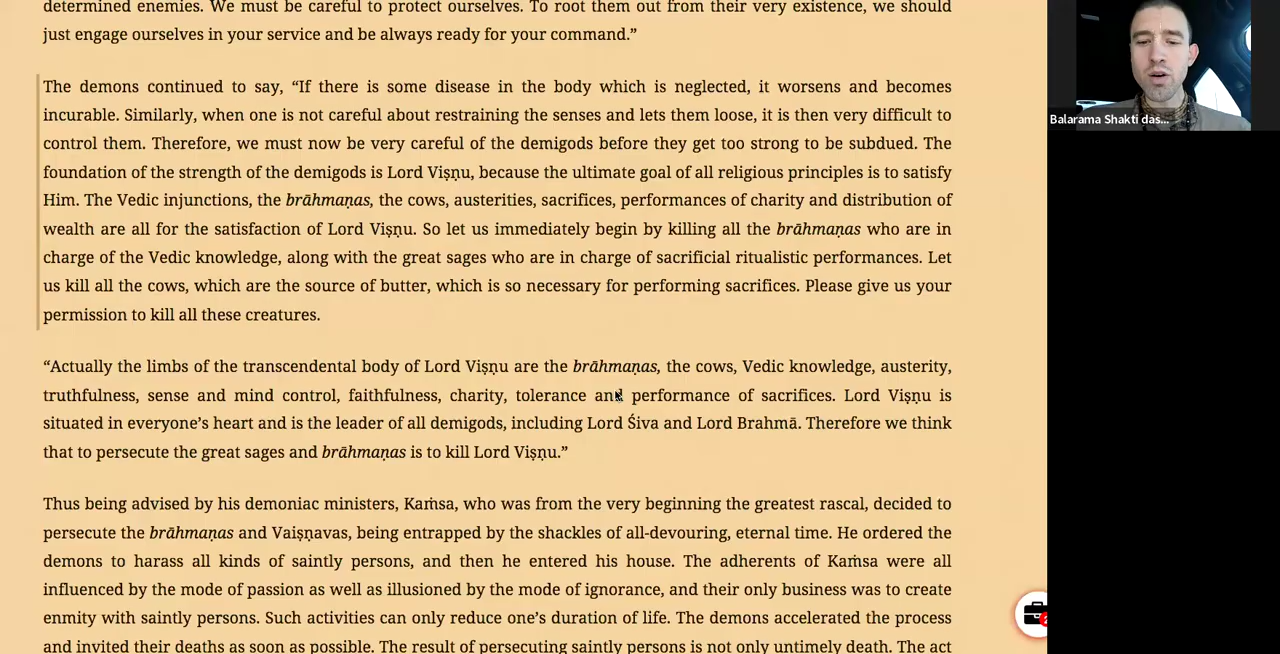 determined enemies. We must be careful to protect ourselves. To root them out from their very existence, we should
just engage ourselves in your service and be always ready for your command.”
The demons continued to say, “If there is some disease in the body which is neglected, it worsens and becomes
incurable. Similarly, when one is not careful about restraining the senses and lets them loose, it is then very difficult to
control them. Therefore, we must now be very careful of the demigods before they get too strong to be subdued. The
foundation of the strength of the demigods is Lord Viṣṇu, because the ultimate goal of all religious principles is to satisfy
Him. The Vedic injunctions, the brāhmaṇas, the cows, austerities, sacrifices, performances of charity and distribution of
wealth are all for the satisfaction of Lord Viṣṇu. So let us immediately begin by killing all the brāhmaṇas who are in
charge of the Vedic knowledge, along with the great sages who are in charge of sacrificial ritualistic performances. Let
us kill all the cows, which are the source of butter, which is so necessary for performing sacrifices. Please give us your
permission to kill all these creatures.
“Actually the limbs of the transcendental body of Lord Viṣṇu are the brāhmaṇas, the cows, Vedic knowledge, austerity,
truthfulness, sense and mind control, faithfulness, charity, tolerance and performance of sacrifices. Lord Viṣṇu is
situated in everyone’s heart and is the leader of all demigods, including Lord Śiva and Lord Brahmā. Therefore we think
that to persecute the great sages and brāhmaṇas is to kill Lord Viṣṇu.”
Thus being advised by his demoniac ministers, Kaṁsa, who was from the very beginning the greatest rascal, decided to
persecute the brāhmaṇas and Vaiṣṇavas, being entrapped by the shackles of all-devouring, eternal time. He ordered the
demons to harass all kinds of saintly persons, and then he entered his house. The adherents of Kaṁsa were all
influenced by the mode of passion as well as illusioned by the mode of ignorance, and their only business was to create
enmity with saintly persons. Such activities can only reduce one’s duration of life. The demons accelerated the process
and invited their deaths as soon as possible. The result of persecuting saintly persons is not only untimely death. The act
Balarama Shakti das...